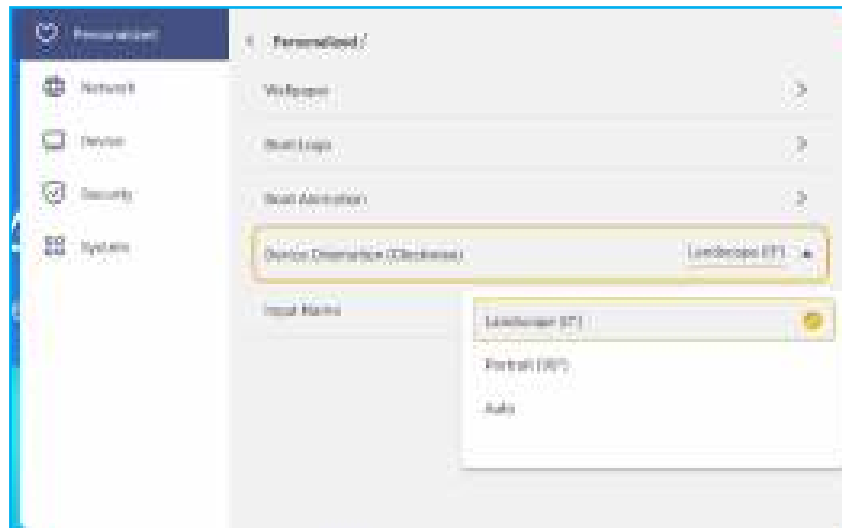 Personalized
Personalized /
Network
Wallpaper
Device
Boot Logo
Security
Boot Animation
System
Device Orientation (Clockwise)
Landscape (0°)
Input Name
Landscape (0°)
Portrait (90°)
Auto